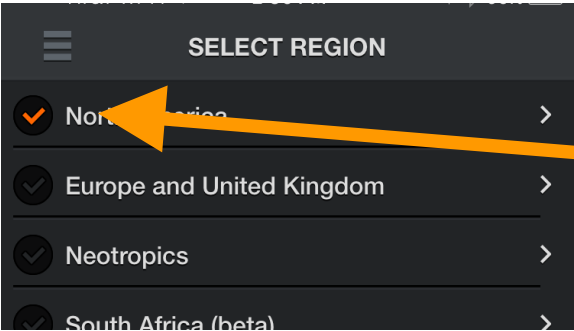 SELECT REGION
Europe and United Kingdom
Neotropics
South Africa (beta)